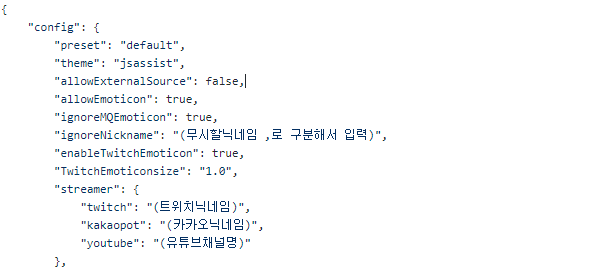 {
"config": {
"preset": "default",
"theme": "jsassist",
"allowExternalSource": false,
"allowEmoticon": true,
"ignoreMQEmoticon": true,
"ignoreNickname": "(무시할닉네임 ,로 구분해서 입력)",
"enableTwitchEmoticon": true,
"TwitchEmoticonsize": "1.0",
"streamer": {
"twitch": "(트위치닉네임)",
"kakaopot": "(카카오닉네임)",
"youtube": "(유튜브채널명)"
},